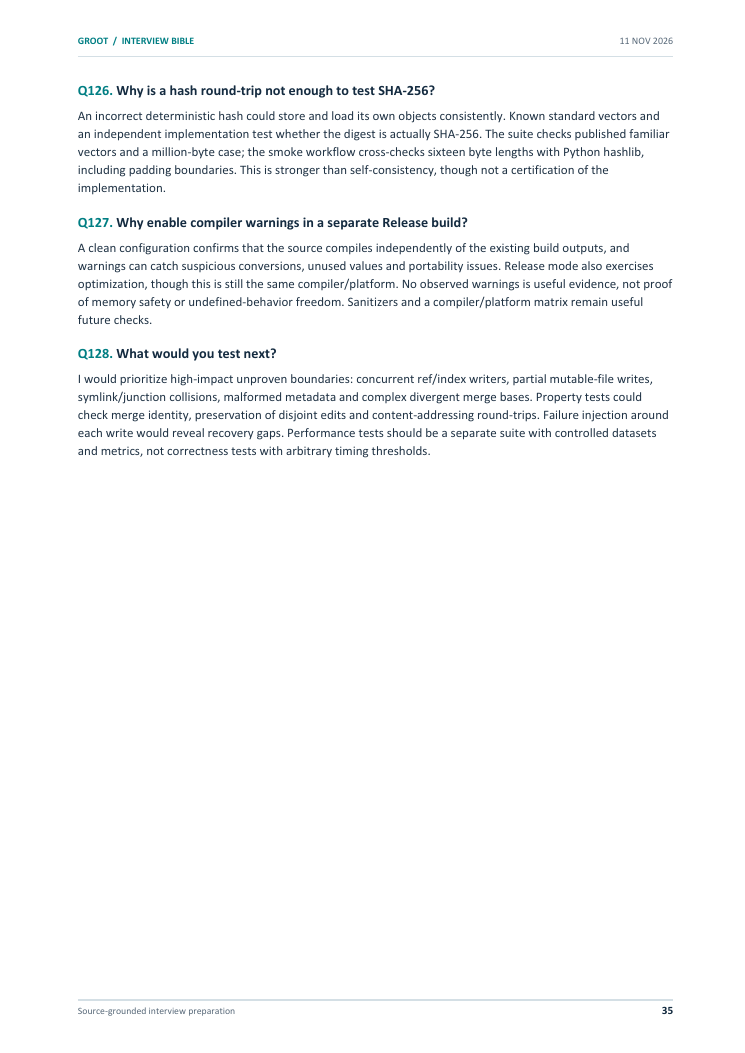 GROOT / INTERVIEW BIBLE
11 NOV 2026
Q126. Why is a hash round-trip not enough to test SHA-256?
An incorrect deterministic hash could store and load its own objects consistently. Known standard vectors and
an independent implementation test whether the digest is actually SHA-256. The suite checks published familiar
vectors and a million-byte case; the smoke workflow cross-checks sixteen byte lengths with Python hashlib,
including padding boundaries. This is stronger than self-consistency, though not a certification of the
implementation.
Q127. Why enable compiler warnings in a separate Release build?
A clean configuration confirms that the source compiles independently of the existing build outputs, and
warnings can catch suspicious conversions, unused values and portability issues. Release mode also exercises
optimization, though this is still the same compiler/platform. No observed warnings is useful evidence, not proof
of memory safety or undefined-behavior freedom. Sanitizers and a compiler/platform matrix remain useful
future checks.
Q128. What would you test next?
I would prioritize high-impact unproven boundaries: concurrent ref/index writers, partial mutable-file writes,
symlink/junction collisions, malformed metadata and complex divergent merge bases. Property tests could
check merge identity, preservation of disjoint edits and content-addressing round-trips. Failure injection around
each write would reveal recovery gaps. Performance tests should be a separate suite with controlled datasets
and metrics, not correctness tests with arbitrary timing thresholds.
Source-grounded interview preparation
35